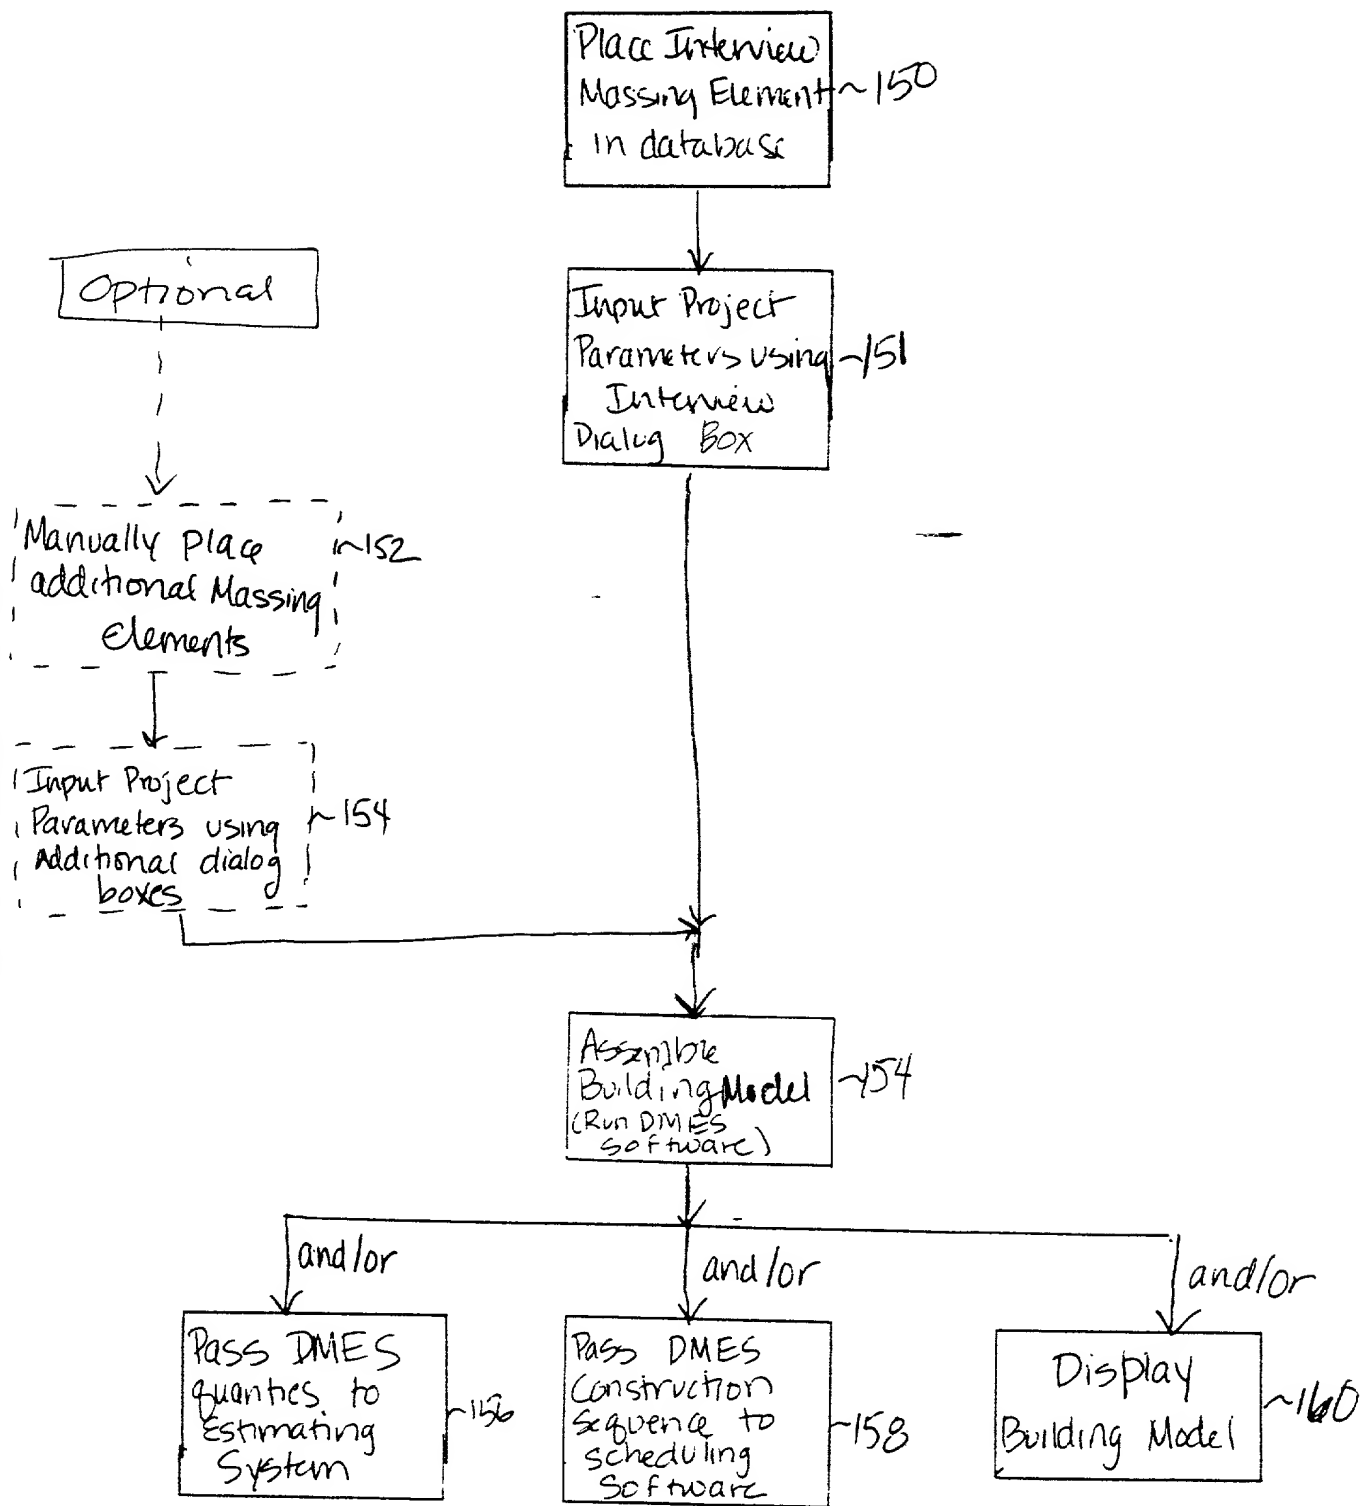 Place Interview
Massing Element ~150
in database
Optional
Input Project
Parameters using ~151
Interview
Dialog Box
Manually place ~152
additional Massing
Elements
Input Project
Parameters using ~154
Additional dialog
boxes
Assemble
Building Model ~154
(Run DMES
software)
and/or
and/or
and/or
Pass DMES
quanties to
Estimating ~156
System
Pass DMES
Construction
sequence to ~158
scheduling
Software
Display ~160
Building Model